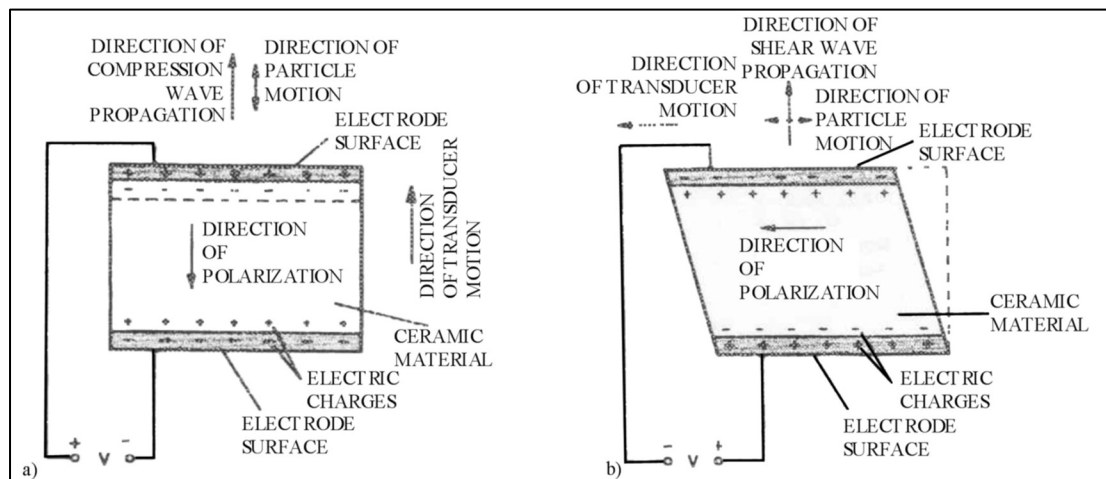 DIRECTION OF
COMPRESSION
WAVE
PROPAGATION
DIRECTION OF
PARTICLE
MOTION
ELECTRODE
SURFACE
DIRECTION
OF TRANSDUCER
MOTION
DIRECTION
OF
POLARIZATION
CERAMIC
MATERIAL
ELECTRIC
CHARGES
ELECTRODE
SURFACE
+ -
V
a)
DIRECTION OF
SHEAR WAVE
PROPAGATION
DIRECTION
OF TRANSDUCER
MOTION
DIRECTION OF
PARTICLE
MOTION
ELECTRODE
SURFACE
DIRECTION
OF
POLARIZATION
CERAMIC
MATERIAL
ELECTRIC
CHARGES
ELECTRODE
SURFACE
- +
V
b)